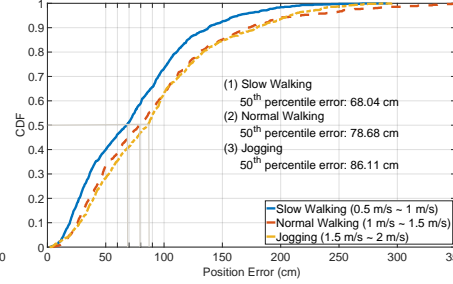 1
0.9
0.8
0.7
0.6
0.5
0.4
0.3
0.2
0.1
0
CDF
(1) Slow Walking
50th percentile error: 68.04 cm
(2) Normal Walking
50th percentile error: 78.68 cm
(3) Jogging
50th percentile error: 86.11 cm
Slow Walking (0.5 m/s ~ 1 m/s)
Normal Walking (1 m/s ~ 1.5 m/s)
Jogging (1.5 m/s ~ 2 m/s)
0 0 50 100 150 200 250 300
Position Error (cm)